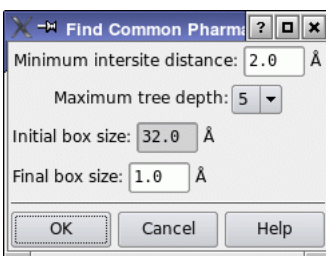 Find Common Pharma
Minimum intersite distance: 2.0 Å
Maximum tree depth: 5
Initial box size: 32.0 Å
Final box size: 1.0 Å
OK Cancel Help